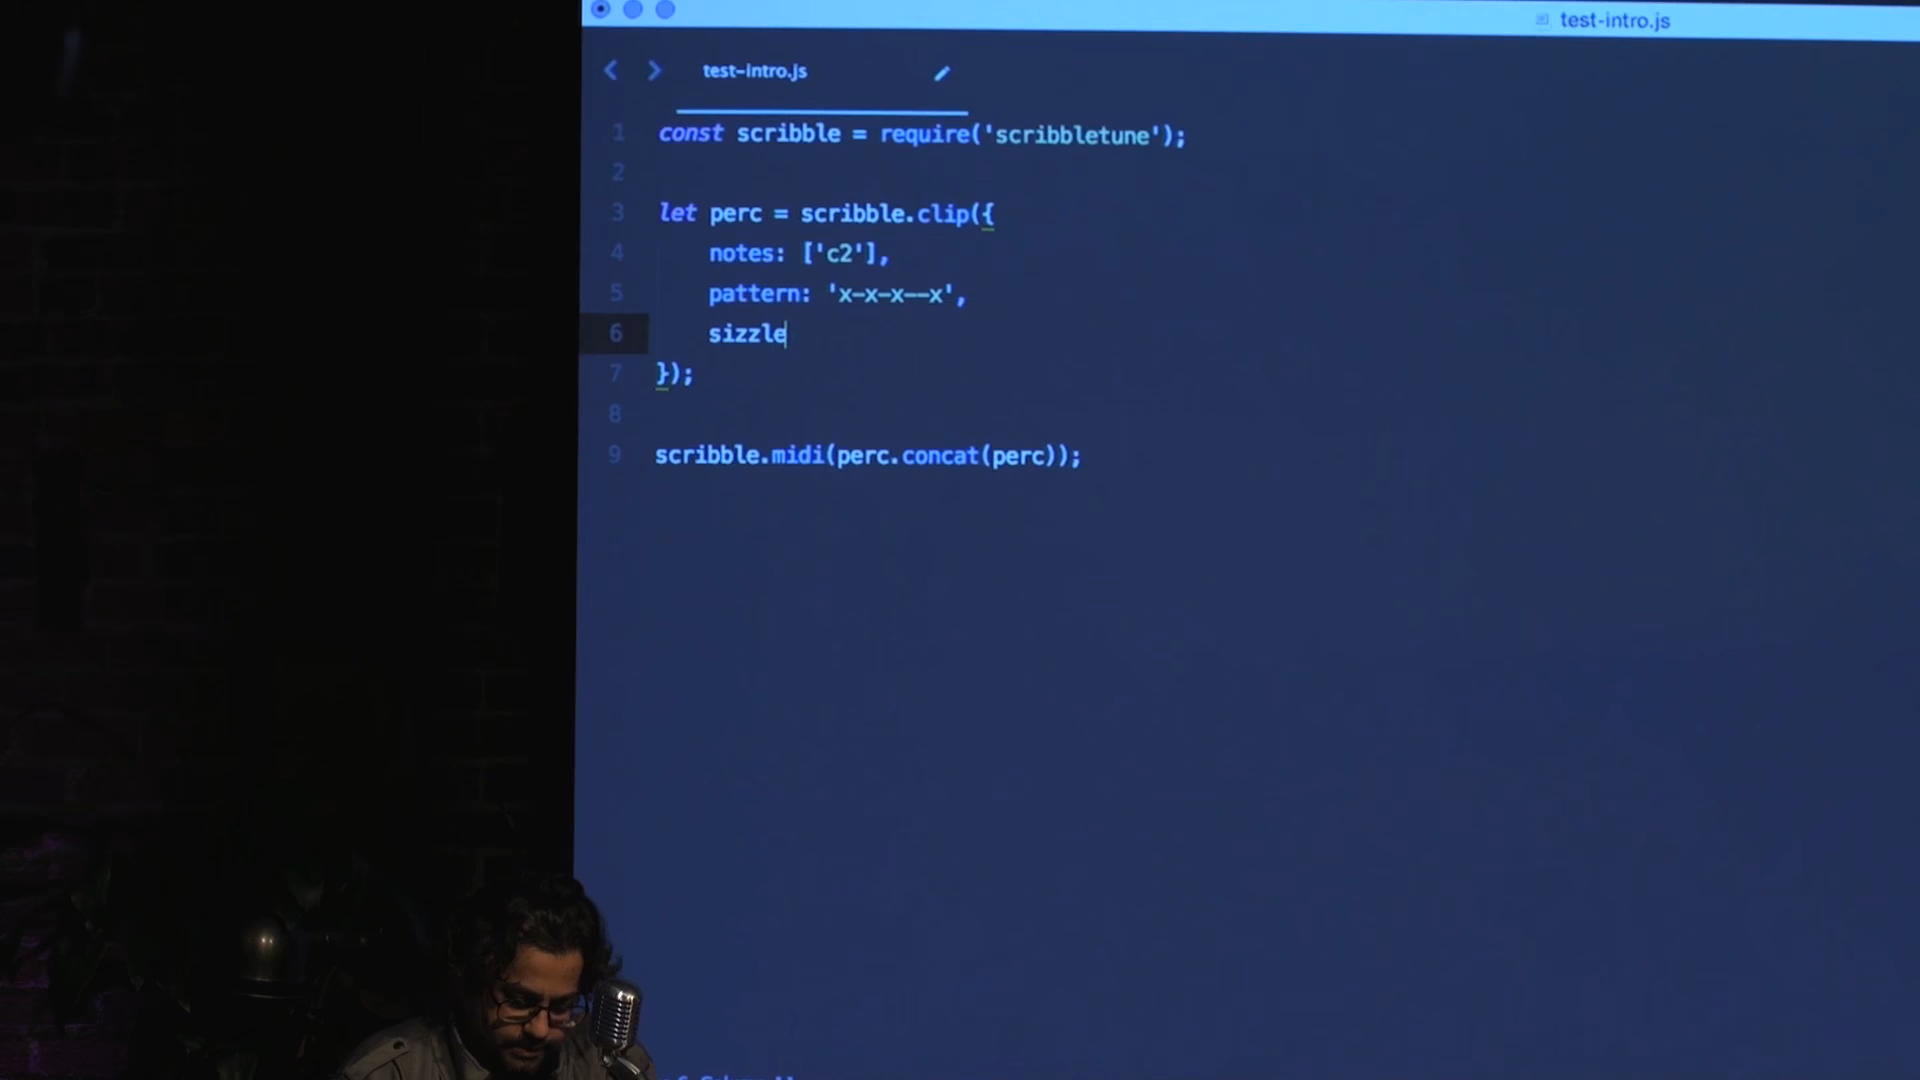 test-intro.js
test-intro.js
1 const scribble = require('scribbletune');
2
3 let perc = scribble.clip({
4 notes: ['c2'],
5 pattern: 'x-x-x--x',
6 sizzle
7 });
8
9 scribble.midi(perc.concat(perc));